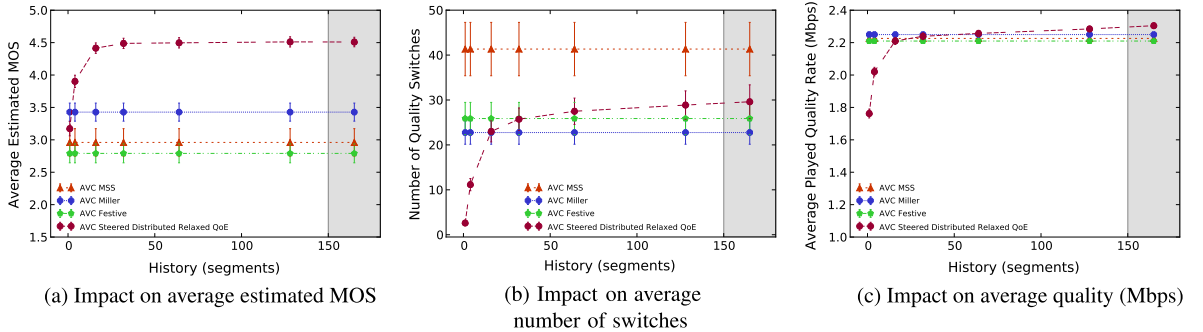 5.0
4.5
4.0
3.5
3.0
2.5
2.0
1.5
Average Estimated MOS
AVC MSS
AVC Miller
AVC Festive
AVC Steered Distributed Relaxed QoE
0 50 100 150
History (segments)
(a) Impact on average estimated MOS
50
40
30
20
10
0
Number of Quality Switches
AVC MSS
AVC Miller
AVC Festive
AVC Steered Distributed Relaxed QoE
0 50 100 150
History (segments)
(b) Impact on average
number of switches
2.4
2.2
2.0
1.8
1.6
1.4
1.2
1.0
Average Played Quality Rate (Mbps)
AVC MSS
AVC Miller
AVC Festive
AVC Steered Distributed Relaxed QoE
0 50 100 150
History (segments)
(c) Impact on average quality (Mbps)